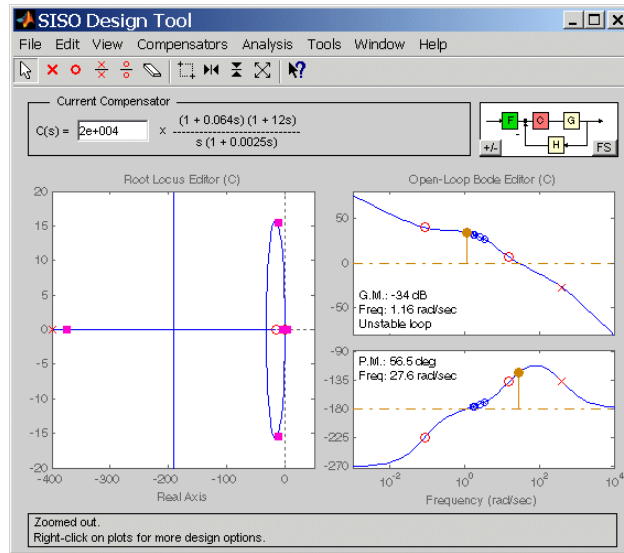 SISO Design Tool
File Edit View Compensators Analysis Tools Window Help
Current Compensator
C(s) = 2e+004 x (1 + 0.064s) (1 + 12s)
s (1 + 0.0025s)
F C G
H
+/- FS
Root Locus Editor (C)
20
15
10
5
0
-5
-10
-15
-20
-400 -300 -200 -100 0
Real Axis
Open-Loop Bode Editor (C)
50
0
-50
G.M.: -34 dB
Freq: 1.16 rad/sec
Unstable loop
-90
-135
-180
-225
-270
P.M.: 56.5 deg
Freq: 27.6 rad/sec
10^-2 10^0 10^2 10^4
Frequency (rad/sec)
Zoomed out.
Right-click on plots for more design options.